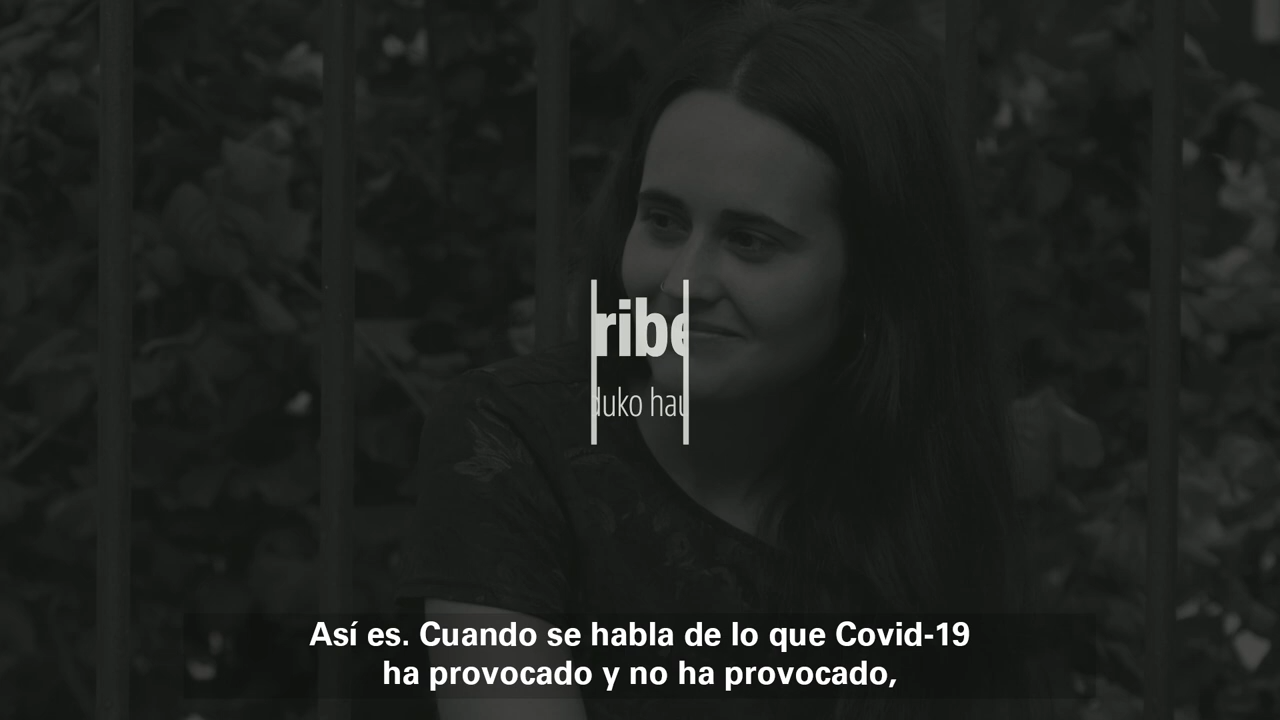 ribe
duko hau
Así es. Cuando se habla de lo que Covid-19
ha provocado y no ha provocado,